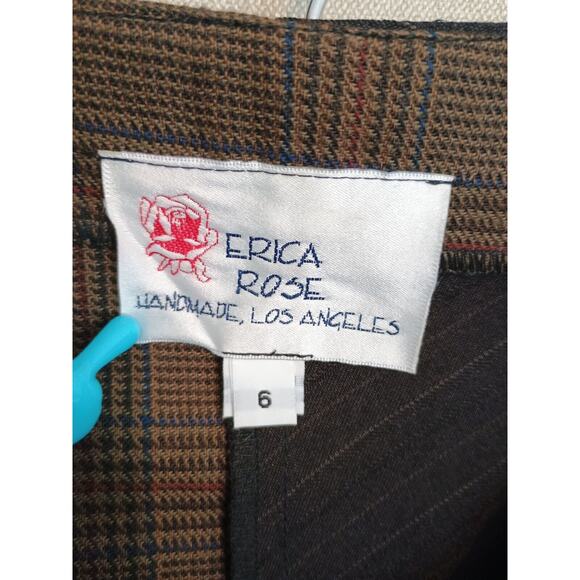 ERICA
ROSE
HANDMADE, LOS ANGELES
6